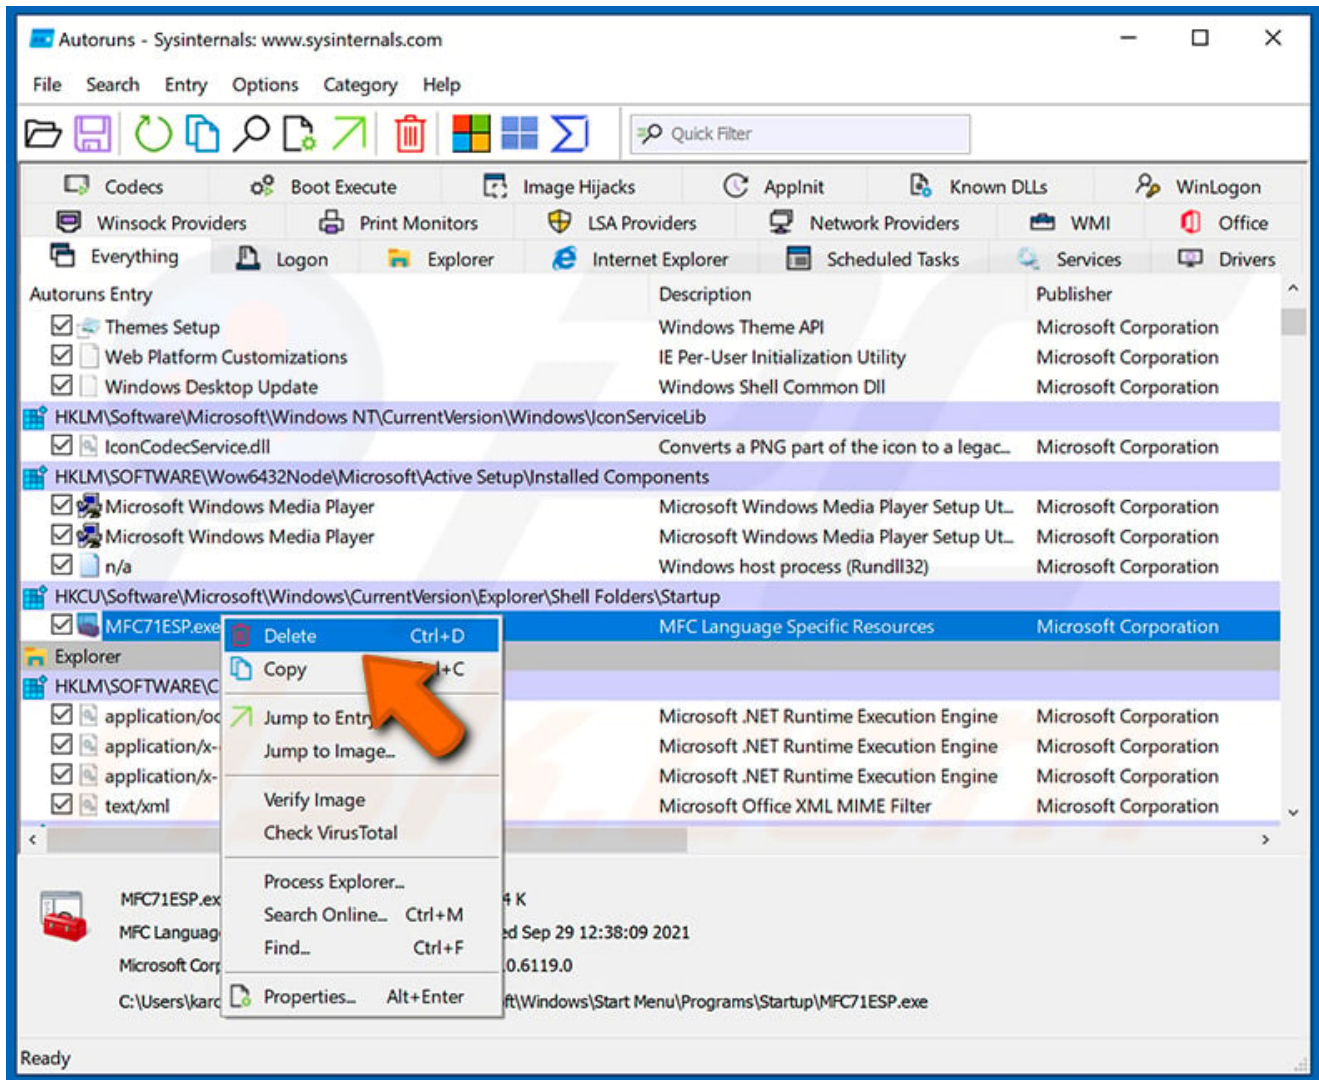 Autoruns - Sysinternals: www.sysinternals.com
File Search Entry Options Category Help
Quick Filter
Codecs Boot Execute Image Hijacks AppInit Known DLLs WinLogon
Winsock Providers Print Monitors LSA Providers Network Providers WMI Office
Everything Logon Explorer Internet Explorer Scheduled Tasks Services Drivers
Autoruns Entry Description Publisher
Themes Setup Windows Theme API Microsoft Corporation
Web Platform Customizations IE Per-User Initialization Utility Microsoft Corporation
Windows Desktop Update Windows Shell Common Dll Microsoft Corporation
HKLM\Software\Microsoft\Windows NT\CurrentVersion\Windows\IconServiceLib
IconCodecService.dll Converts a PNG part of the icon to a legac... Microsoft Corporation
HKLM\SOFTWARE\Wow6432Node\Microsoft\Active Setup\Installed Components
Microsoft Windows Media Player Microsoft Windows Media Player Setup Ut... Microsoft Corporation
Microsoft Windows Media Player Microsoft Windows Media Player Setup Ut... Microsoft Corporation
n/a Windows host process (Rundll32) Microsoft Corporation
HKCU\Software\Microsoft\Windows\CurrentVersion\Explorer\Shell Folders\Startup
MFC71ESP.exe MFC Language Specific Resources Microsoft Corporation
Delete Ctrl+D
Explorer
Copy l+C
HKLM\SOFTWARE\C
application/oc Microsoft .NET Runtime Execution Engine Microsoft Corporation
Jump to Entry
application/x- Microsoft .NET Runtime Execution Engine Microsoft Corporation
Jump to Image...
application/x- Microsoft .NET Runtime Execution Engine Microsoft Corporation
text/xml Microsoft Office XML MIME Filter Microsoft Corporation
Verify Image
Check VirusTotal
Process Explorer...
MFC71ESP.ex 4 K
Search Online... Ctrl+M
MFC Languag ed Sep 29 12:38:09 2021
Find... Ctrl+F
Microsoft Corp .0.6119.0
Properties... Alt+Enter
C:\Users\karo ft\Windows\Start Menu\Programs\Startup\MFC71ESP.exe
Ready